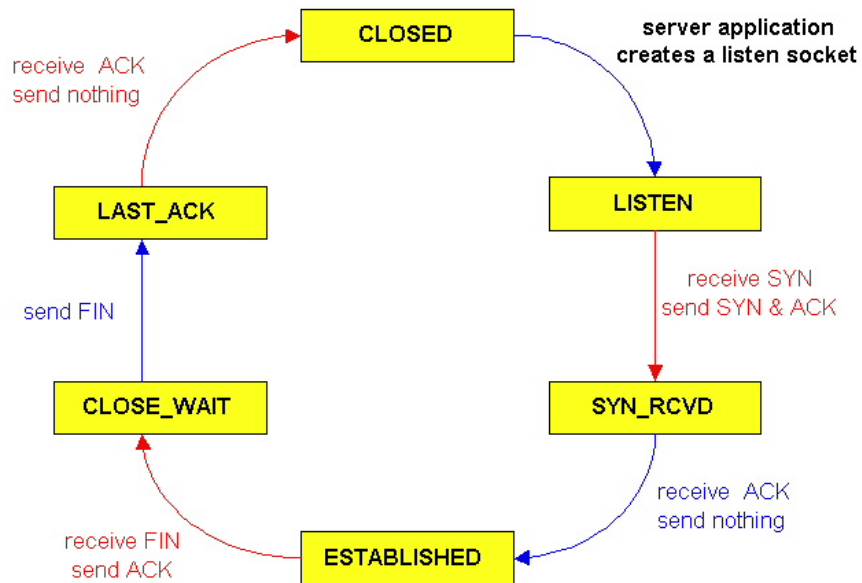 CLOSED
server application
creates a listen socket
receive ACK
send nothing
LAST_ACK
LISTEN
receive SYN
send SYN & ACK
send FIN
CLOSE_WAIT
SYN_RCVD
receive ACK
send nothing
receive FIN
send ACK
ESTABLISHED